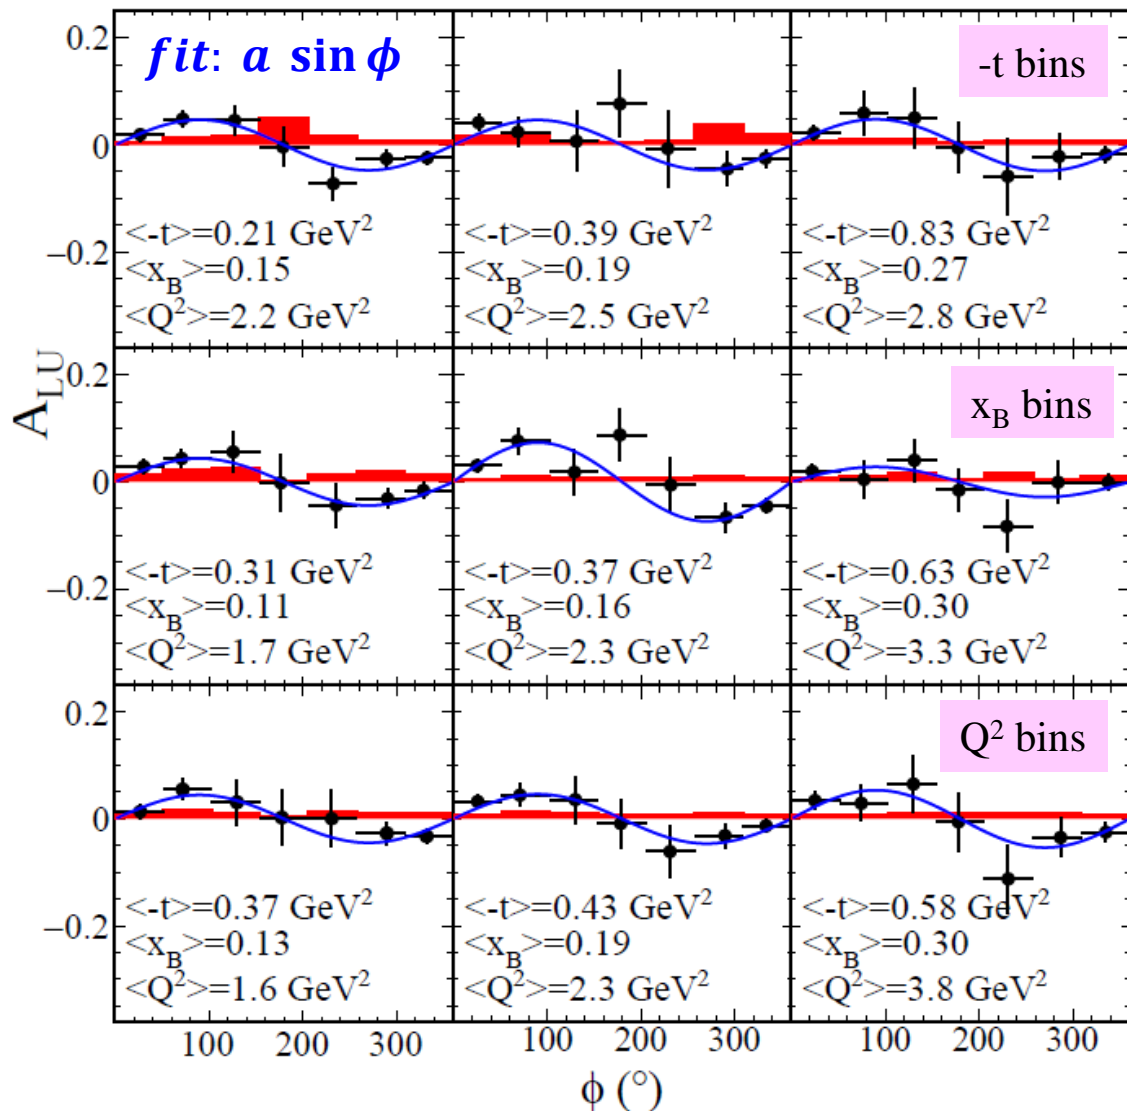 fit: a sin ϕ
-t bins
0.2
0
−0.2
<-t>=0.21 GeV²
<x_B>=0.15
<Q²>=2.2 GeV²
<-t>=0.39 GeV²
<x_B>=0.19
<Q²>=2.5 GeV²
<-t>=0.83 GeV²
<x_B>=0.27
<Q²>=2.8 GeV²
A_LU
x_B bins
0.2
0
−0.2
<-t>=0.31 GeV²
<x_B>=0.11
<Q²>=1.7 GeV²
<-t>=0.37 GeV²
<x_B>=0.16
<Q²>=2.3 GeV²
<-t>=0.63 GeV²
<x_B>=0.30
<Q²>=3.3 GeV²
Q² bins
0.2
0
−0.2
<-t>=0.37 GeV²
<x_B>=0.13
<Q²>=1.6 GeV²
<-t>=0.43 GeV²
<x_B>=0.19
<Q²>=2.3 GeV²
<-t>=0.58 GeV²
<x_B>=0.30
<Q²>=3.8 GeV²
100 200 300 100 200 300 100 200 300
ϕ (°)